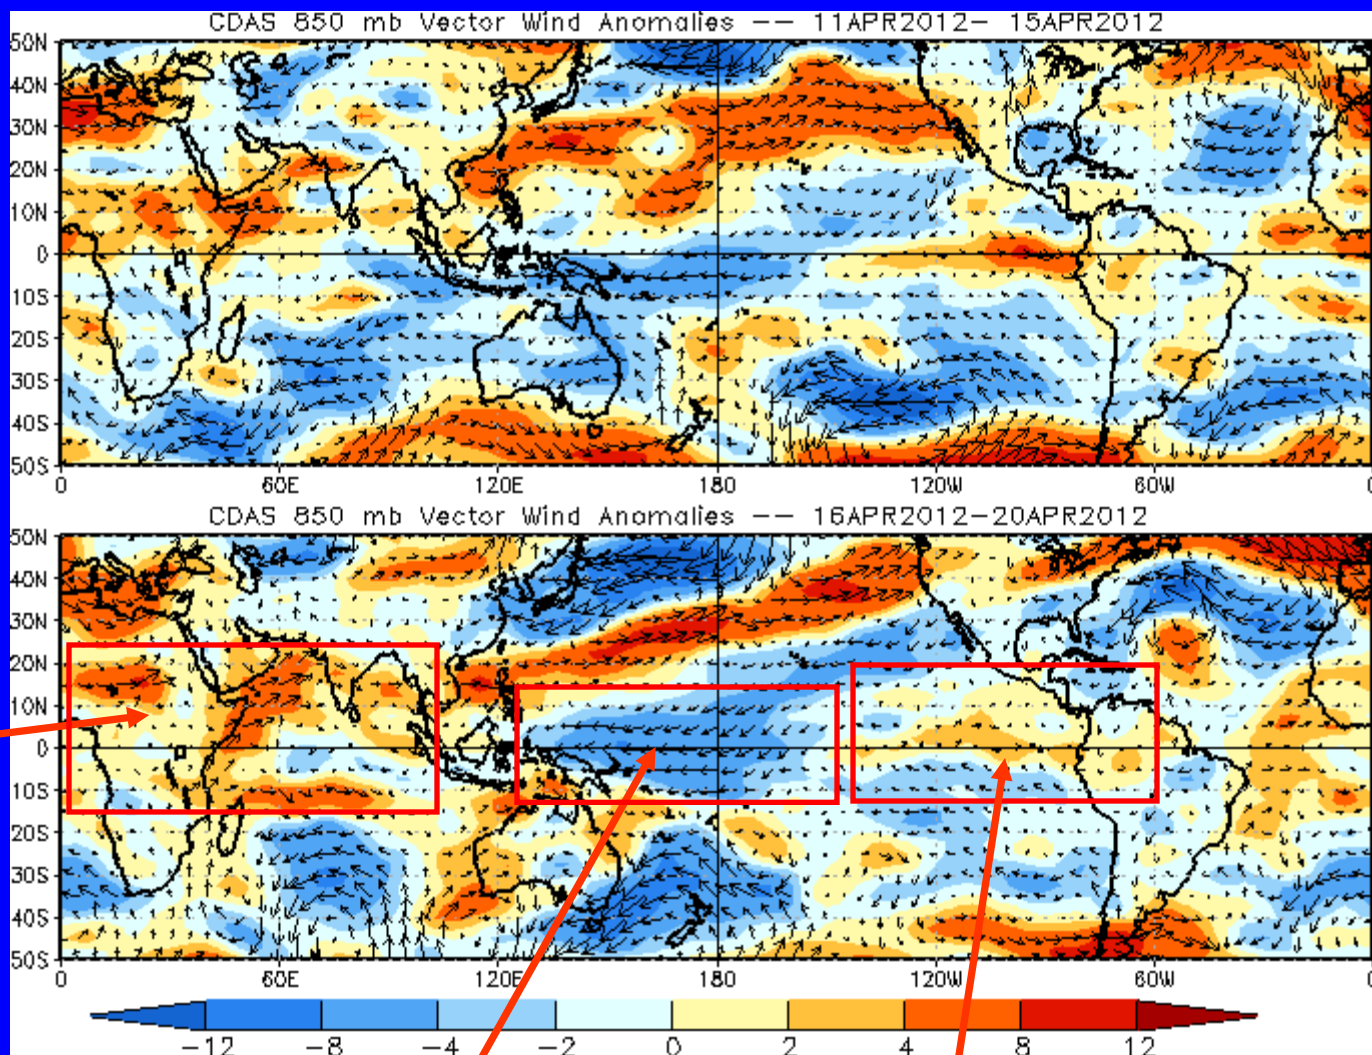 CDAS 850 mb Vector Wind Anomalies -- 11APR2012- 15APR2012
50N
40N
30N
20N
10N
0
10S
20S
30S
40S
50S
0 60E 120E 180 120W 60W 0
CDAS 850 mb Vector Wind Anomalies -- 16APR2012-20APR2012
50N
40N
30N
20N
10N
0
10S
20S
30S
40S
50S
0 60E 120E 180 120W 60W 0
-12 -8 -4 -2 0 2 4 8 12